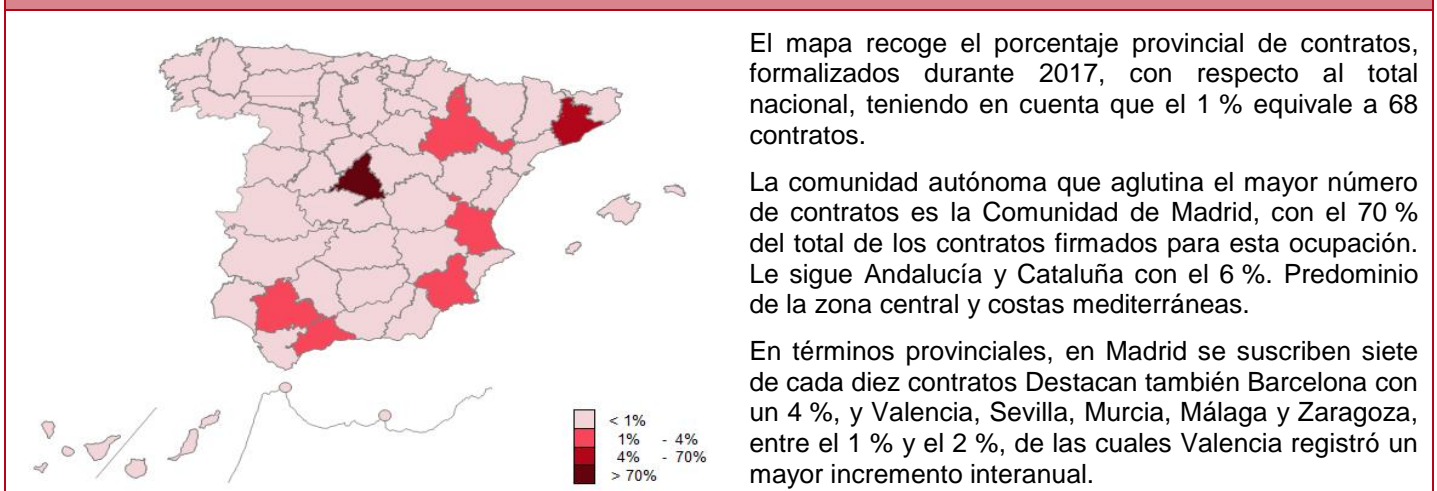 El mapa recoge el porcentaje provincial de contratos,
formalizados durante 2017, con respecto al total
nacional, teniendo en cuenta que el 1 % equivale a 68
contratos.
La comunidad autónoma que aglutina el mayor número
de contratos es la Comunidad de Madrid, con el 70 %
del total de los contratos firmados para esta ocupación.
Le sigue Andalucía y Cataluña con el 6 %. Predominio
de la zona central y costas mediterráneas.
En términos provinciales, en Madrid se suscriben siete
de cada diez contratos Destacan también Barcelona con
un 4 %, y Valencia, Sevilla, Murcia, Málaga y Zaragoza,
entre el 1 % y el 2 %, de las cuales Valencia registró un
mayor incremento interanual.
< 1%
1% - 4%
4% - 70%
> 70%